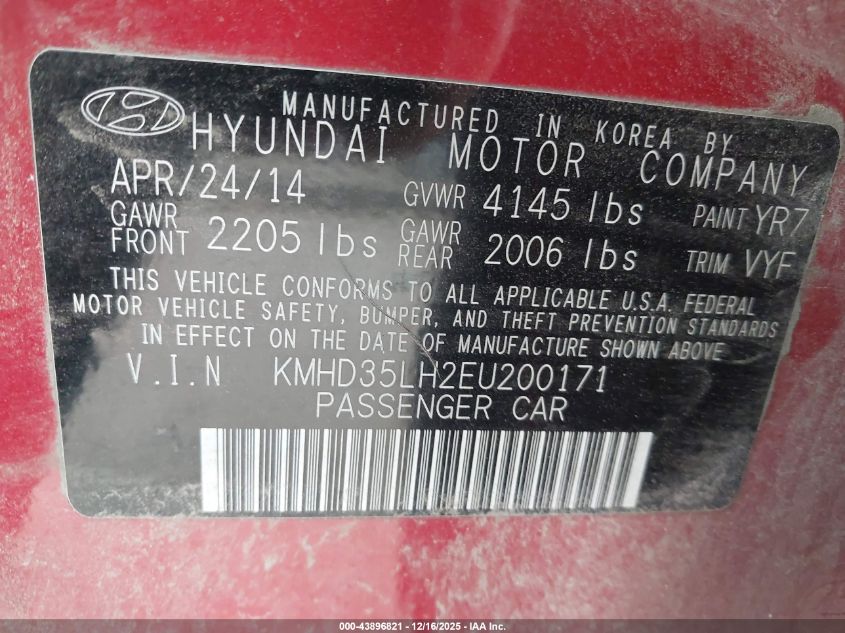 MANUFACTURED IN KOREA BY
HYUNDAI MOTOR COMPANY
APR/24/14 GVWR 4145 lbs PAINT YR7
GAWR FRONT 2205 lbs GAWR REAR 2006 lbs TRIM VYF
THIS VEHICLE CONFORMS TO ALL APPLICABLE U.S.A. FEDERAL
MOTOR VEHICLE SAFETY, BUMPER, AND THEFT PREVENTION STANDARDS
IN EFFECT ON THE DATE OF MANUFACTURE SHOWN ABOVE
V.I.N KMHD35LH2EU200171
PASSENGER CAR
000-43896821 - 12/16/2025 - IAA Inc.